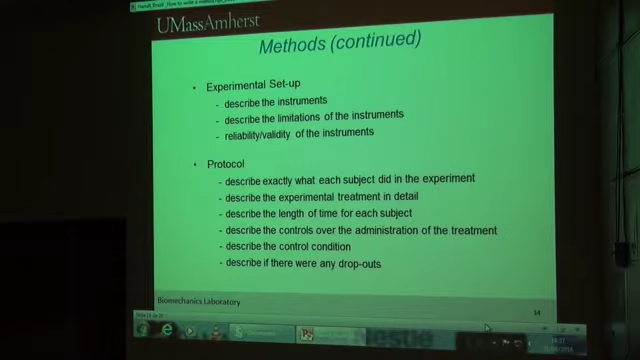 UMassAmherst
Methods (continued)
• Experimental Set-up
- describe the instruments
- describe the limitations of the instruments
- reliability/validity of the instruments
• Protocol
- describe exactly what each subject did in the experiment
- describe the experimental treatment in detail
- describe the length of time for each subject
- describe the controls over the administration of the treatment
- describe the control condition
- describe if there were any drop-outs
Biomechanics Laboratory
14